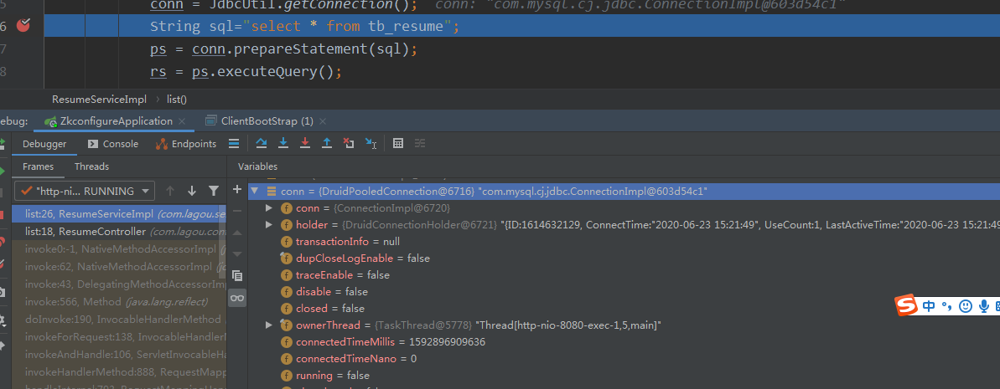 5 conn = JdbcUtil.getConnection(); conn: "com.mysql.cj.jdbc.ConnectionImpl@603d54c1"
6 String sql="select * from tb_resume";
7 ps = conn.prepareStatement(sql);
8 rs = ps.executeQuery();
ResumeServiceImpl › list()
ebug: ZkconfigureApplication × ClientBootStrap (1) ×
Debugger Console Endpoints
Frames Threads Variables
"http-ni... RUNNING
conn = {DruidPooledConnection@6716} "com.mysql.cj.jdbc.ConnectionImpl@603d54c1"
list:26, ResumeServiceImpl (com.lagou.se
conn = {ConnectionImpl@6720}
list:18, ResumeController (com.lagou.con
holder = {DruidConnectionHolder@6721} "{ID:1614632129, ConnectTime:"2020-06-23 15:21:49", UseCount:1, LastActiveTime:"2020-06-23 15:21:49
invoke0:-1, NativeMethodAccessorImpl (j
transactionInfo = null
invoke:62, NativeMethodAccessorImpl (jo
dupCloseLogEnable = false
invoke:43, DelegatingMethodAccessorImp
traceEnable = false
invoke:566, Method (java.lang.reflect)
disable = false
doInvoke:190, InvocableHandlerMethod
closed = false
invokeForRequest:138, InvocableHandlerM
ownerThread = {TaskThread@5778} "Thread[http-nio-8080-exec-1,5,main]"
invokeAndHandle:106, ServletInvocableHa
connectedTimeMillis = 1592896909636
invokeHandlerMethod:888, RequestMapp
connectedTimeNano = 0
running = false
中